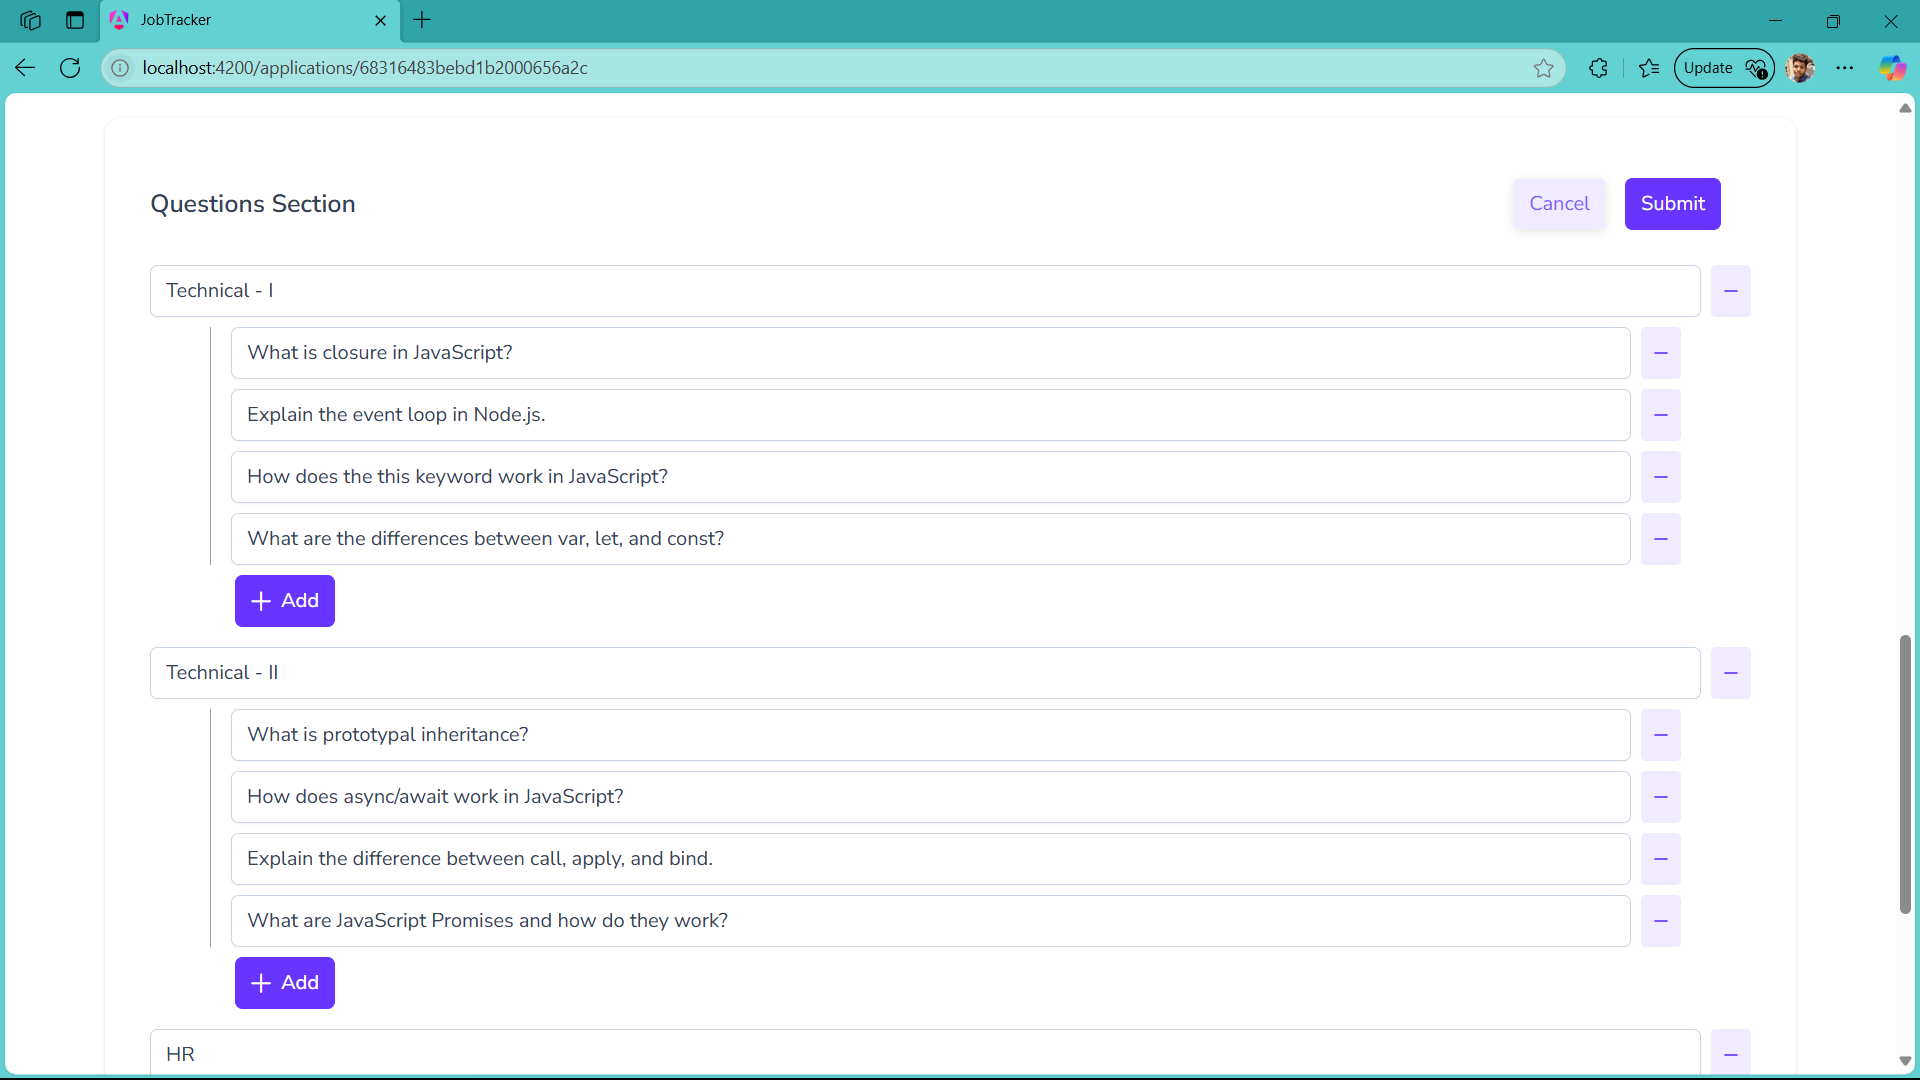 JobTracker
localhost:4200/applications/68316483bebd1b2000656a2c
Update
Questions Section
Cancel
Submit
Technical - I
What is closure in JavaScript?
Explain the event loop in Node.js.
How does the this keyword work in JavaScript?
What are the differences between var, let, and const?
Add
Technical - II
What is prototypal inheritance?
How does async/await work in JavaScript?
Explain the difference between call, apply, and bind.
What are JavaScript Promises and how do they work?
Add
HR